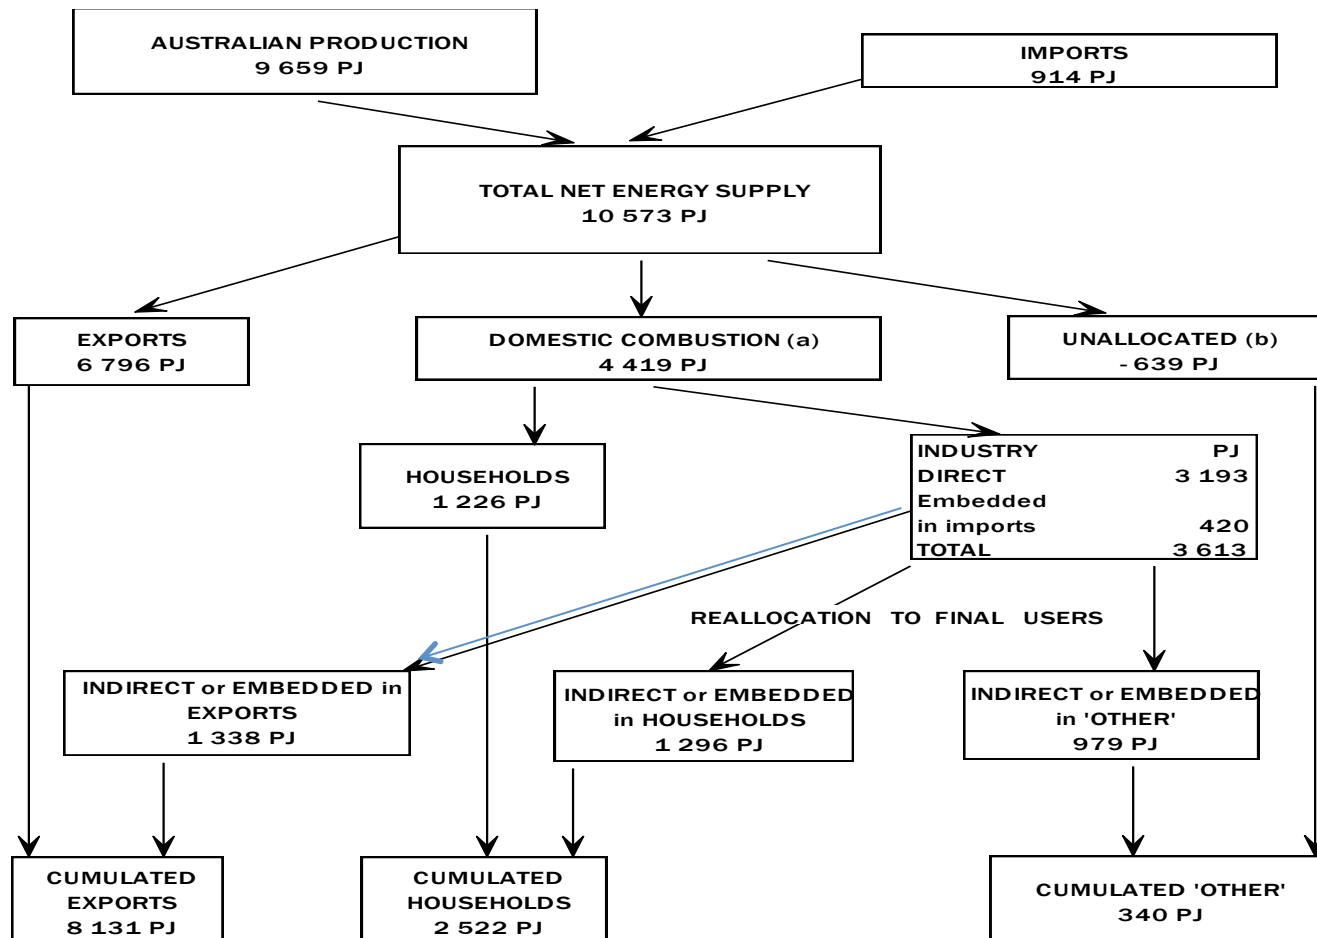 AUSTRALIAN PRODUCTION
9 659 PJ
IMPORTS
914 PJ
TOTAL NET ENERGY SUPPLY
10 573 PJ
EXPORTS
6 796 PJ
DOMESTIC COMBUSTION (a)
4 419 PJ
UNALLOCATED (b)
- 639 PJ
HOUSEHOLDS
1 226 PJ
INDUSTRY PJ
DIRECT 3 193
Embedded
in imports 420
TOTAL 3 613
REALLOCATION TO FINAL USERS
INDIRECT or EMBEDDED in
EXPORTS
1 338 PJ
INDIRECT or EMBEDDED
in HOUSEHOLDS
1 296 PJ
INDIRECT or EMBEDDED
in 'OTHER'
979 PJ
CUMULATED
EXPORTS
8 131 PJ
CUMULATED
HOUSEHOLDS
2 522 PJ
CUMULATED 'OTHER'
340 PJ